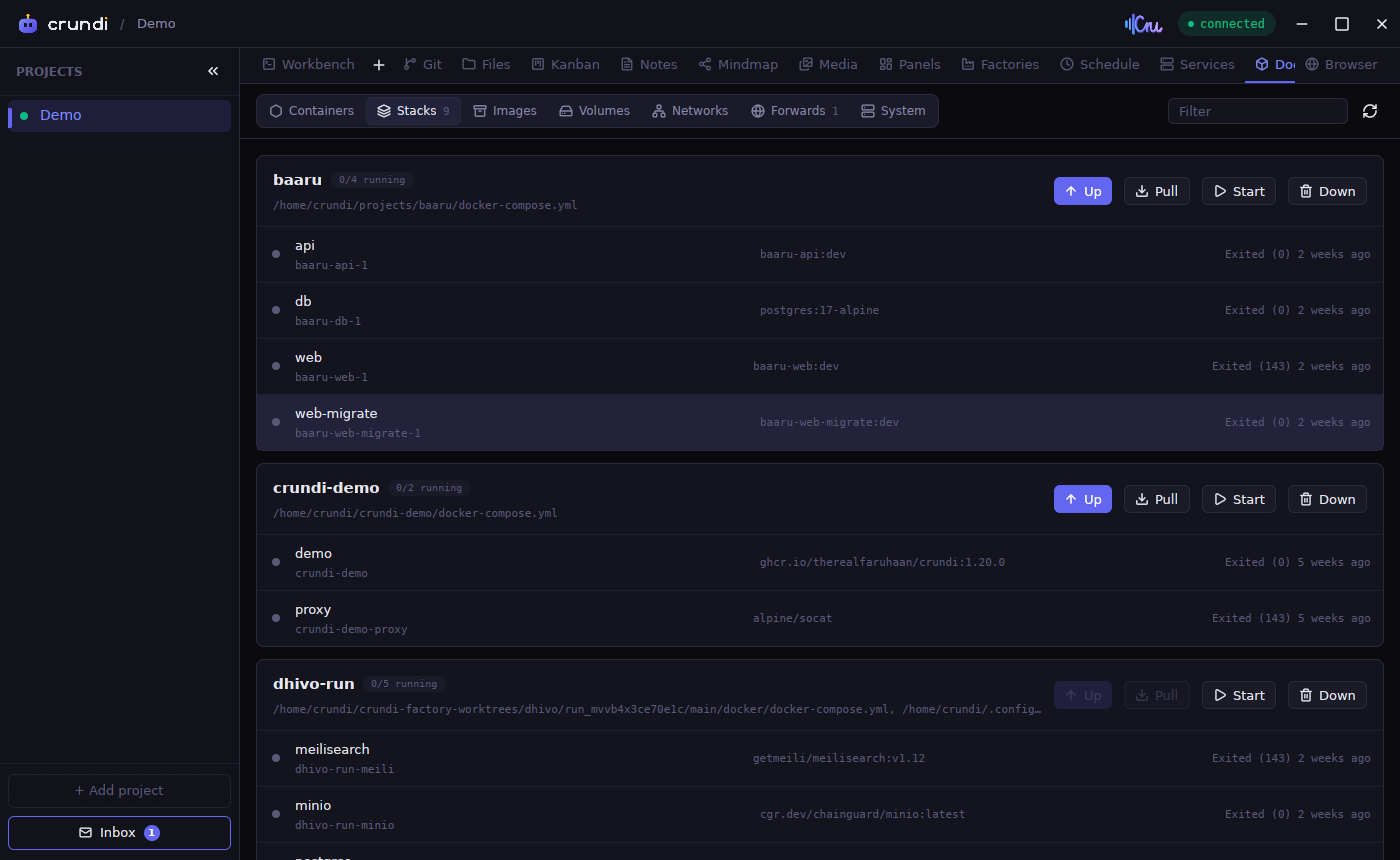 crundi / Demo
Cru
connected
PROJECTS
Workbench
Git
Files
Kanban
Notes
Mindmap
Media
Panels
Factories
Schedule
Services
Browser
Demo
Containers
Stacks 9
Images
Volumes
Networks
Forwards 1
System
Filter
baaru 0/4 running
/home/crundi/projects/baaru/docker-compose.yml
Up Pull Start Down
api
baaru-api-1
baaru-api:dev
Exited (0) 2 weeks ago
db
baaru-db-1
postgres:17-alpine
Exited (0) 2 weeks ago
web
baaru-web-1
baaru-web:dev
Exited (143) 2 weeks ago
web-migrate
baaru-web-migrate-1
baaru-web-migrate:dev
Exited (0) 2 weeks ago
crundi-demo 0/2 running
/home/crundi/crundi-demo/docker-compose.yml
Up Pull Start Down
demo
crundi-demo
ghcr.io/therealfaruhaan/crundi:1.20.0
Exited (0) 5 weeks ago
proxy
crundi-demo-proxy
alpine/socat
Exited (143) 5 weeks ago
dhivo-run 0/5 running
/home/crundi/crundi-factory-worktrees/dhivo/run_mvvb4x3ce70e1c/main/docker/docker-compose.yml, /home/crundi/.config…
Up Pull Start Down
meilisearch
dhivo-run-meili
getmeili/meilisearch:v1.12
Exited (143) 2 weeks ago
minio
dhivo-run-minio
cgr.dev/chainguard/minio:latest
Exited (0) 2 weeks ago
+ Add project
Inbox 1